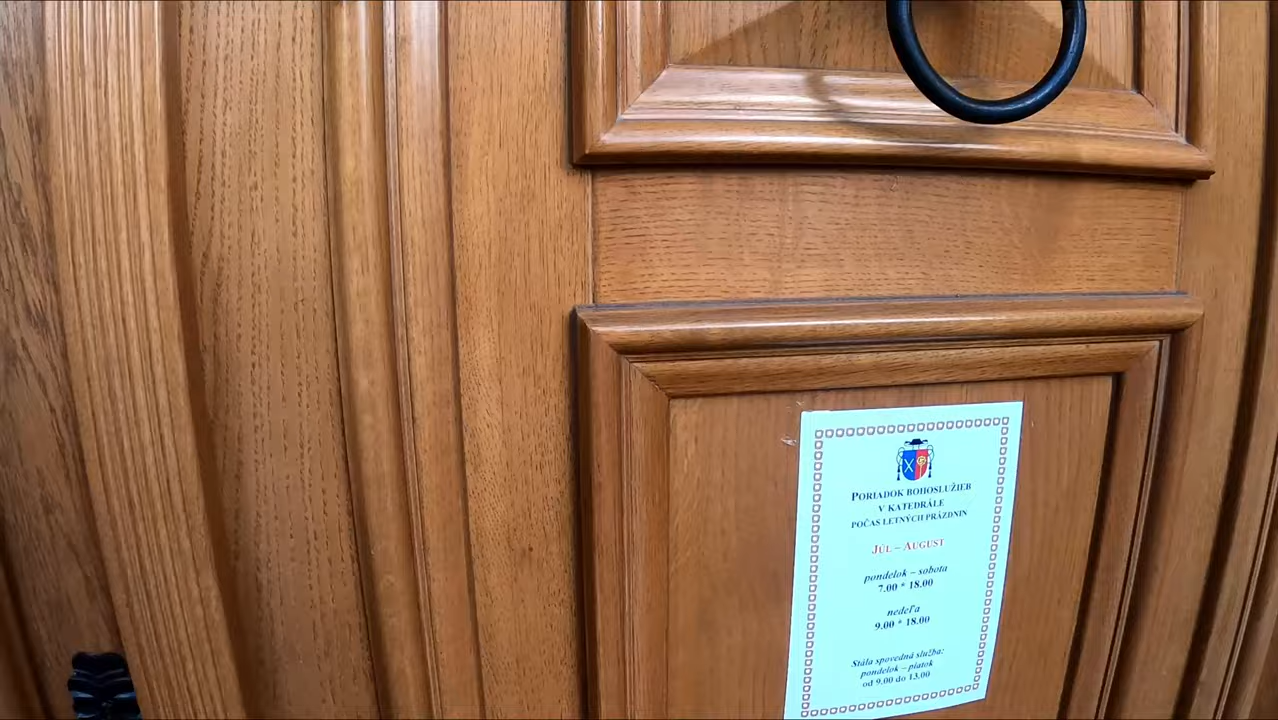 PORIADOK BOHOSLUŽIEB
V KATEDRÁLE
POČAS LETNÝCH PRÁZDNIN
JÚL – AUGUST
pondelok – sobota
7.00 * 18.00
nedeľa
9.00 * 18.00
Stála spovedná služba:
pondelok – piatok
od 9.00 do 13.00